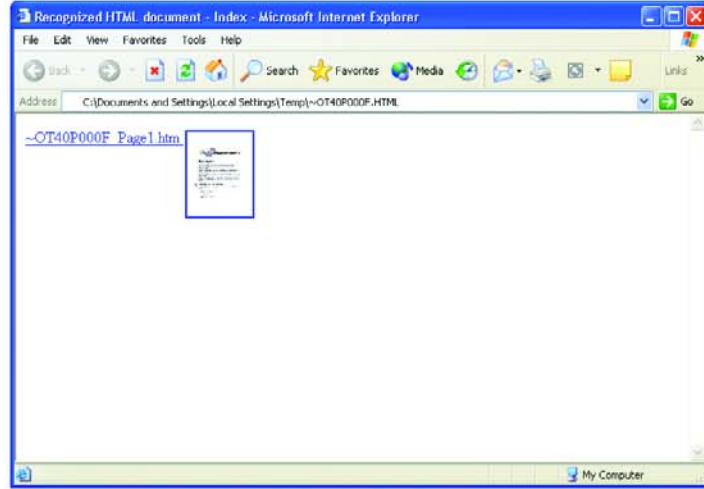 Recognized HTML document - Index - Microsoft Internet Explorer
File Edit View Favorites Tools Help
Back Search Favorites Media Links
Address C:\Documents and Settings\Local Settings\Temp\~OT40P000F.HTML Go
~OT40P000F_Page1.htm
My Computer